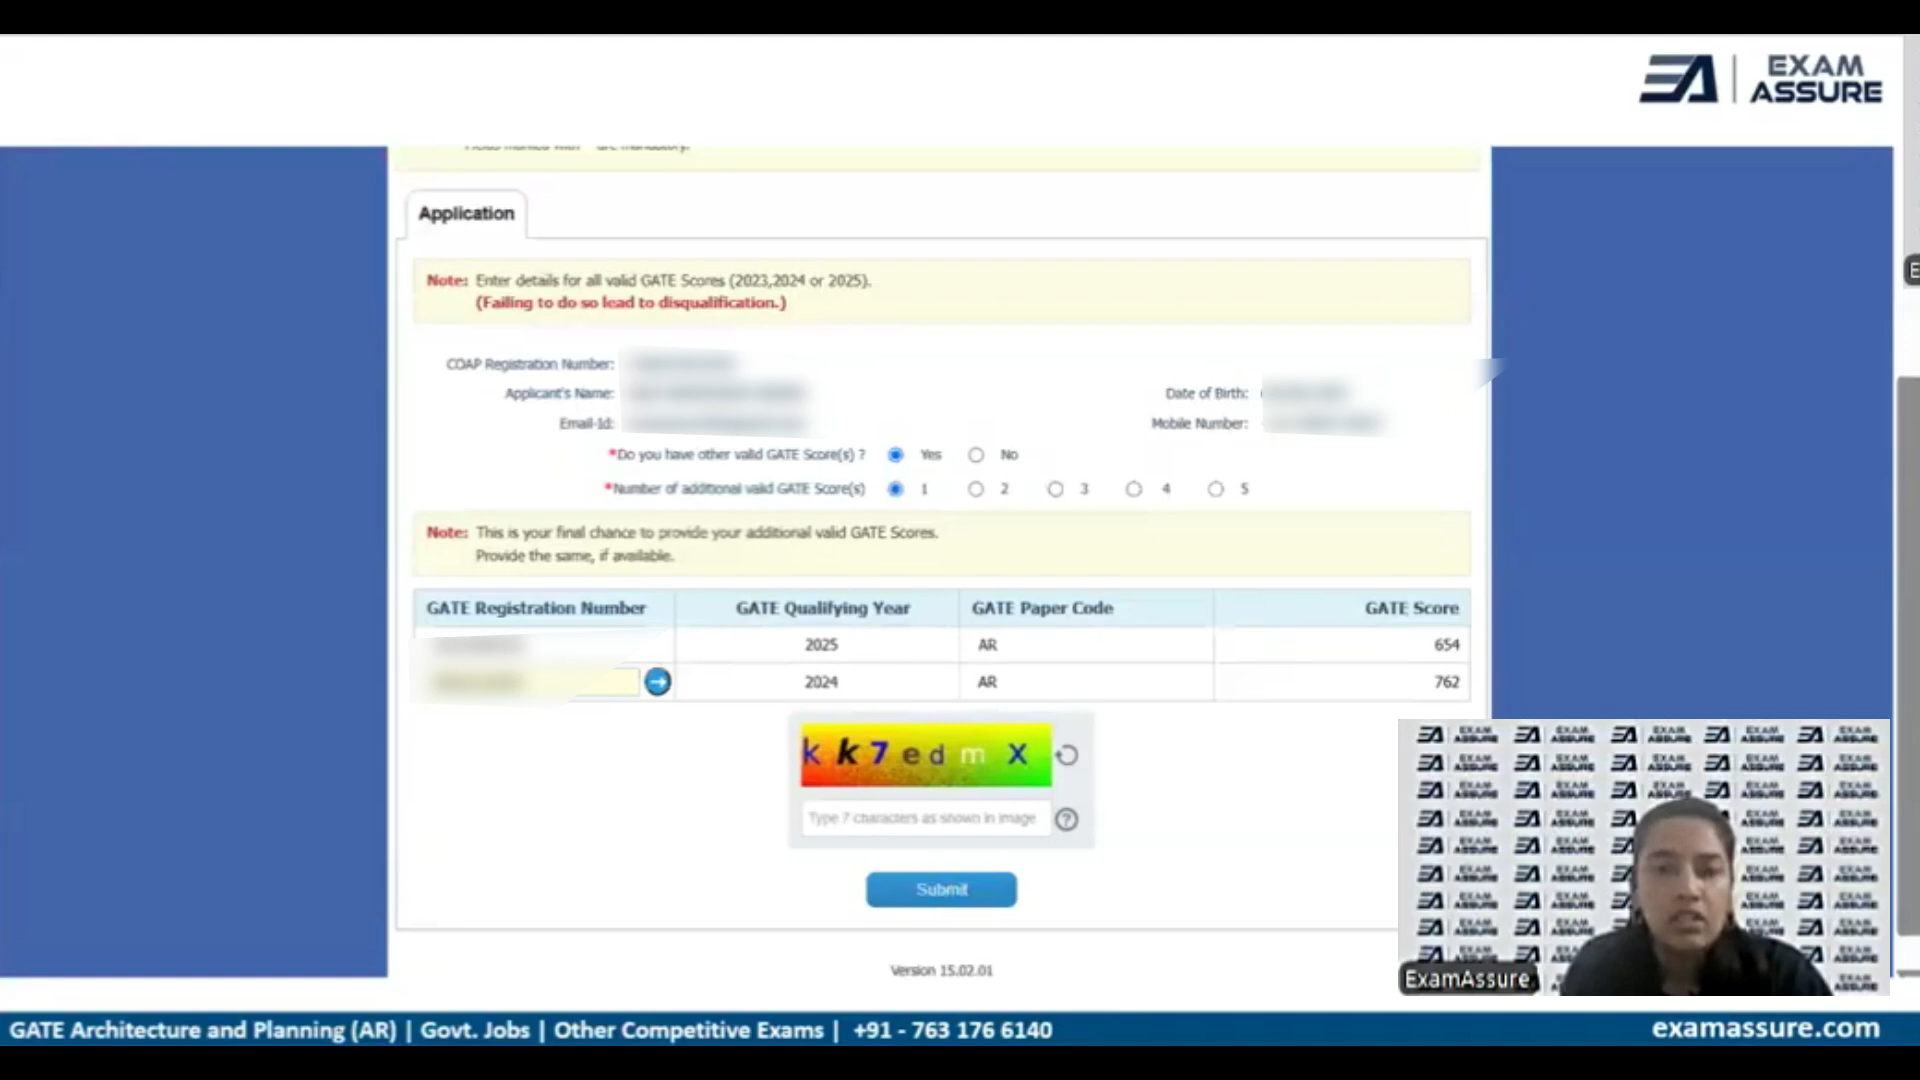 EXAM
ASSURE
Fields marked with * are mandatory.
Application
Note: Enter details for all valid GATE Scores (2023,2024 or 2025).
(Failing to do so lead to disqualification.)
COAP Registration Number:
Applicant's Name:
Date of Birth:
Email-Id:
Mobile Number:
*Do you have other valid GATE Score(s) ? Yes No
*Number of additional valid GATE Score(s) 1 2 3 4 5
Note: This is your final chance to provide your additional valid GATE Scores.
Provide the same, if available.
GATE Registration Number GATE Qualifying Year GATE Paper Code GATE Score
2025 AR 654
2024 AR 762
k k 7 e d m X
Type 7 characters as shown in image
Submit
Version 15.02.01
ExamAssure
GATE Architecture and Planning (AR) | Govt. Jobs | Other Competitive Exams | +91 - 763 176 6140
examassure.com